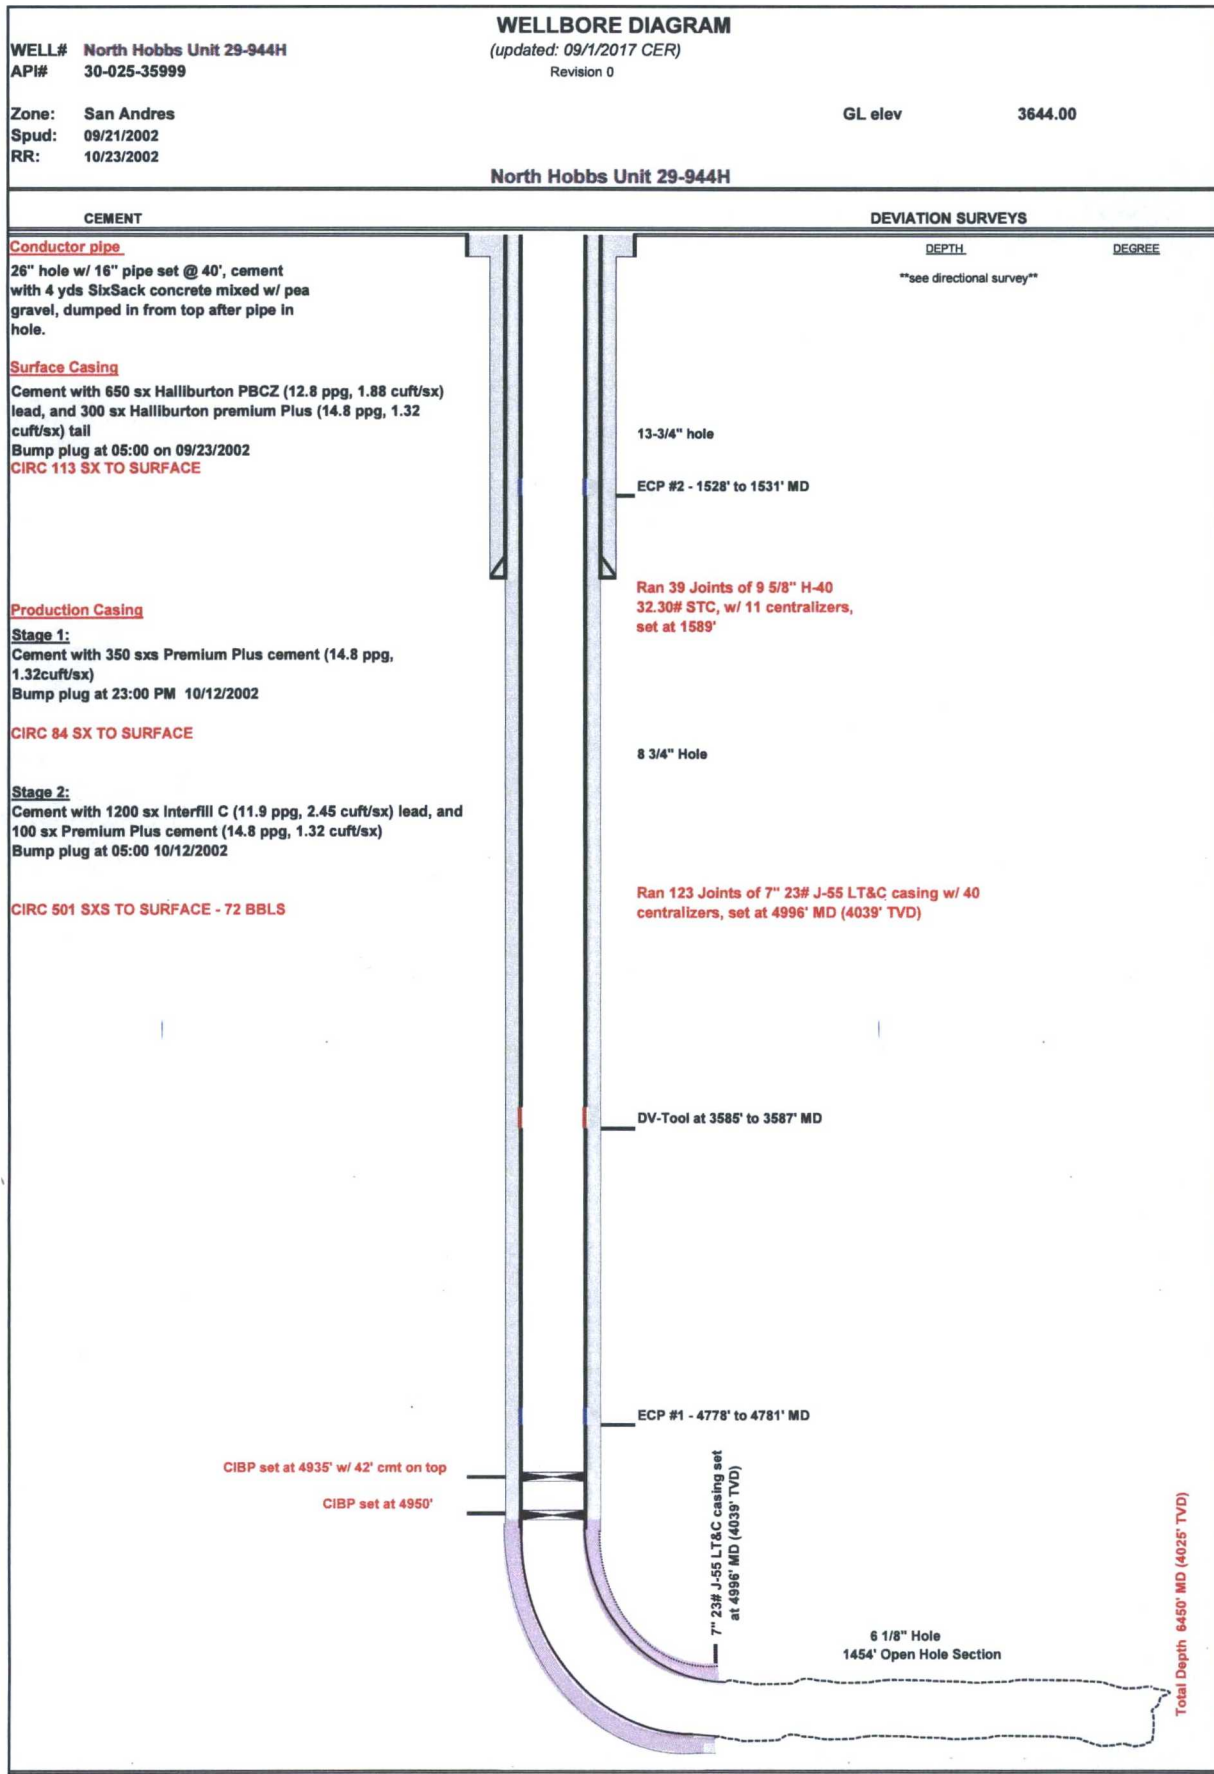 WELLBORE DIAGRAM
WELL# North Hobbs Unit 29-944H
(updated: 09/1/2017 CER)
API# 30-025-35999
Revision 0
Zone: San Andres
GL elev 3644.00
Spud: 09/21/2002
RR: 10/23/2002
North Hobbs Unit 29-944H
CEMENT
DEVIATION SURVEYS
DEPTH DEGREE
**see directional survey**
Conductor pipe
26" hole w/ 16" pipe set @ 40', cement
with 4 yds SixSack concrete mixed w/ pea
gravel, dumped in from top after pipe in
hole.
Surface Casing
Cement with 650 sx Halliburton PBCZ (12.8 ppg, 1.88 cuft/sx)
lead, and 300 sx Halliburton premium Plus (14.8 ppg, 1.32
cuft/sx) tail
Bump plug at 05:00 on 09/23/2002
CIRC 113 SX TO SURFACE
13-3/4" hole
ECP #2 - 1528' to 1531' MD
Ran 39 Joints of 9 5/8" H-40
32.30# STC, w/ 11 centralizers,
set at 1589'
Production Casing
Stage 1:
Cement with 350 sxs Premium Plus cement (14.8 ppg,
1.32cuft/sx)
Bump plug at 23:00 PM 10/12/2002
CIRC 84 SX TO SURFACE
8 3/4" Hole
Stage 2:
Cement with 1200 sx Interfill C (11.9 ppg, 2.45 cuft/sx) lead, and
100 sx Premium Plus cement (14.8 ppg, 1.32 cuft/sx)
Bump plug at 05:00 10/12/2002
CIRC 501 SXS TO SURFACE - 72 BBLS
Ran 123 Joints of 7" 23# J-55 LT&C casing w/ 40
centralizers, set at 4996' MD (4039' TVD)
DV-Tool at 3585' to 3587' MD
ECP #1 - 4778' to 4781' MD
CIBP set at 4935' w/ 42' cmt on top
CIBP set at 4950'
7" 23# J-55 LT&C casing set
at 4996' MD (4039' TVD)
6 1/8" Hole
1454' Open Hole Section
Total Depth 6450' MD (4025' TVD)